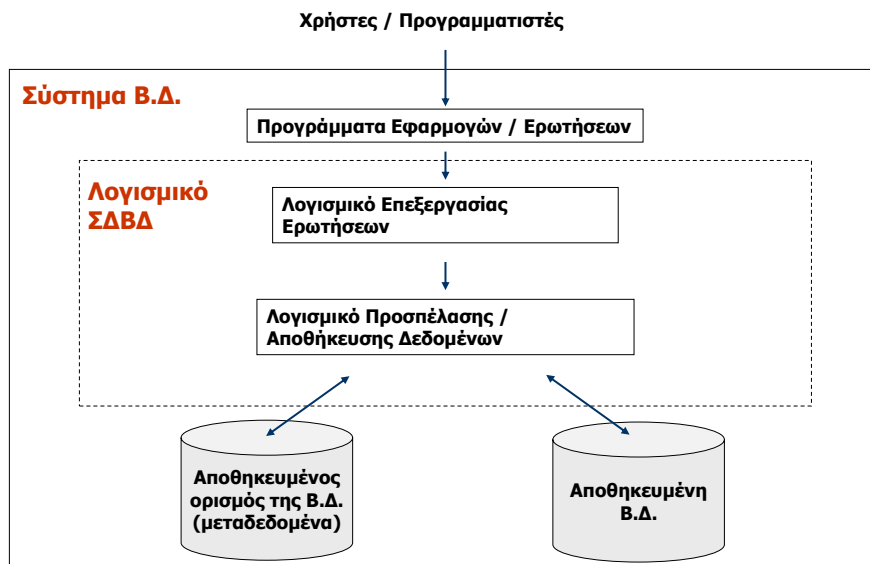 Χρήστες / Προγραμματιστές
Σύστημα Β.Δ.
Προγράμματα Εφαρμογών / Ερωτήσεων
Λογισμικό
ΣΔΒΔ
Λογισμικό Επεξεργασίας
Ερωτήσεων
Λογισμικό Προσπέλασης /
Αποθήκευσης Δεδομένων
Αποθηκευμένος
ορισμός της Β.Δ.
(μεταδεδομένα)
Αποθηκευμένη
Β.Δ.